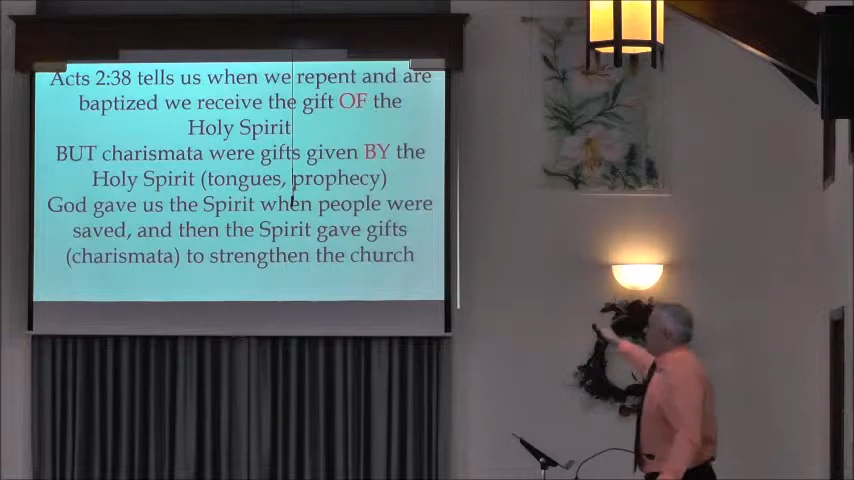 Acts 2:38 tells us when we repent and are
baptized we receive the gift OF the
Holy Spirit
BUT charismata were gifts given BY the
Holy Spirit (tongues, prophecy)
God gave us the Spirit when people were
saved, and then the Spirit gave gifts
(charismata) to strengthen the church